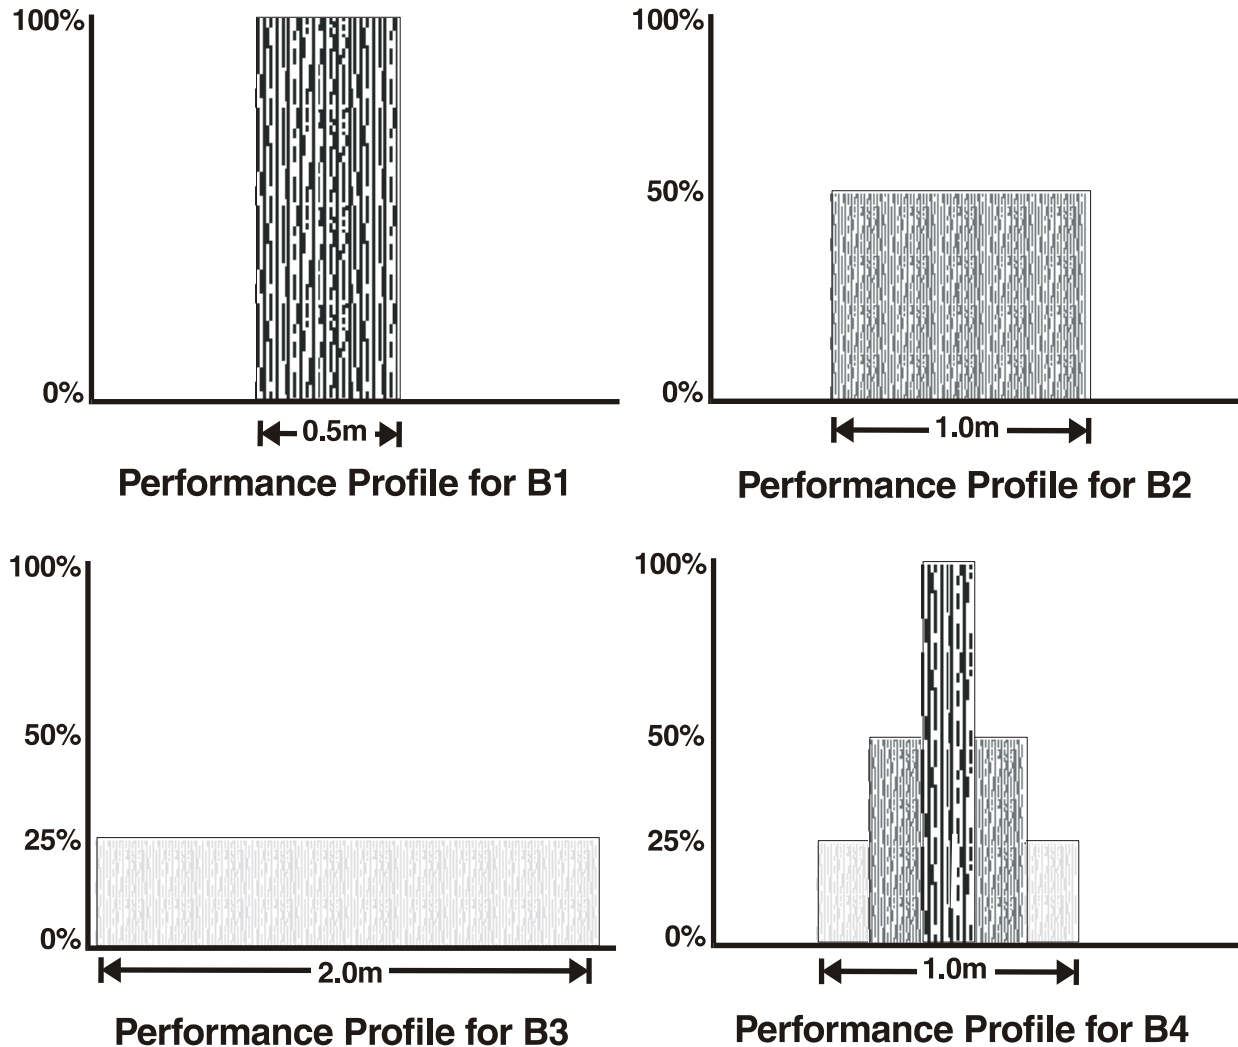 100%
0%
0.5m
Performance Profile for B1
100%
50%
0%
1.0m
Performance Profile for B2
100%
50%
25%
0%
2.0m
Performance Profile for B3
100%
50%
25%
0%
1.0m
Performance Profile for B4